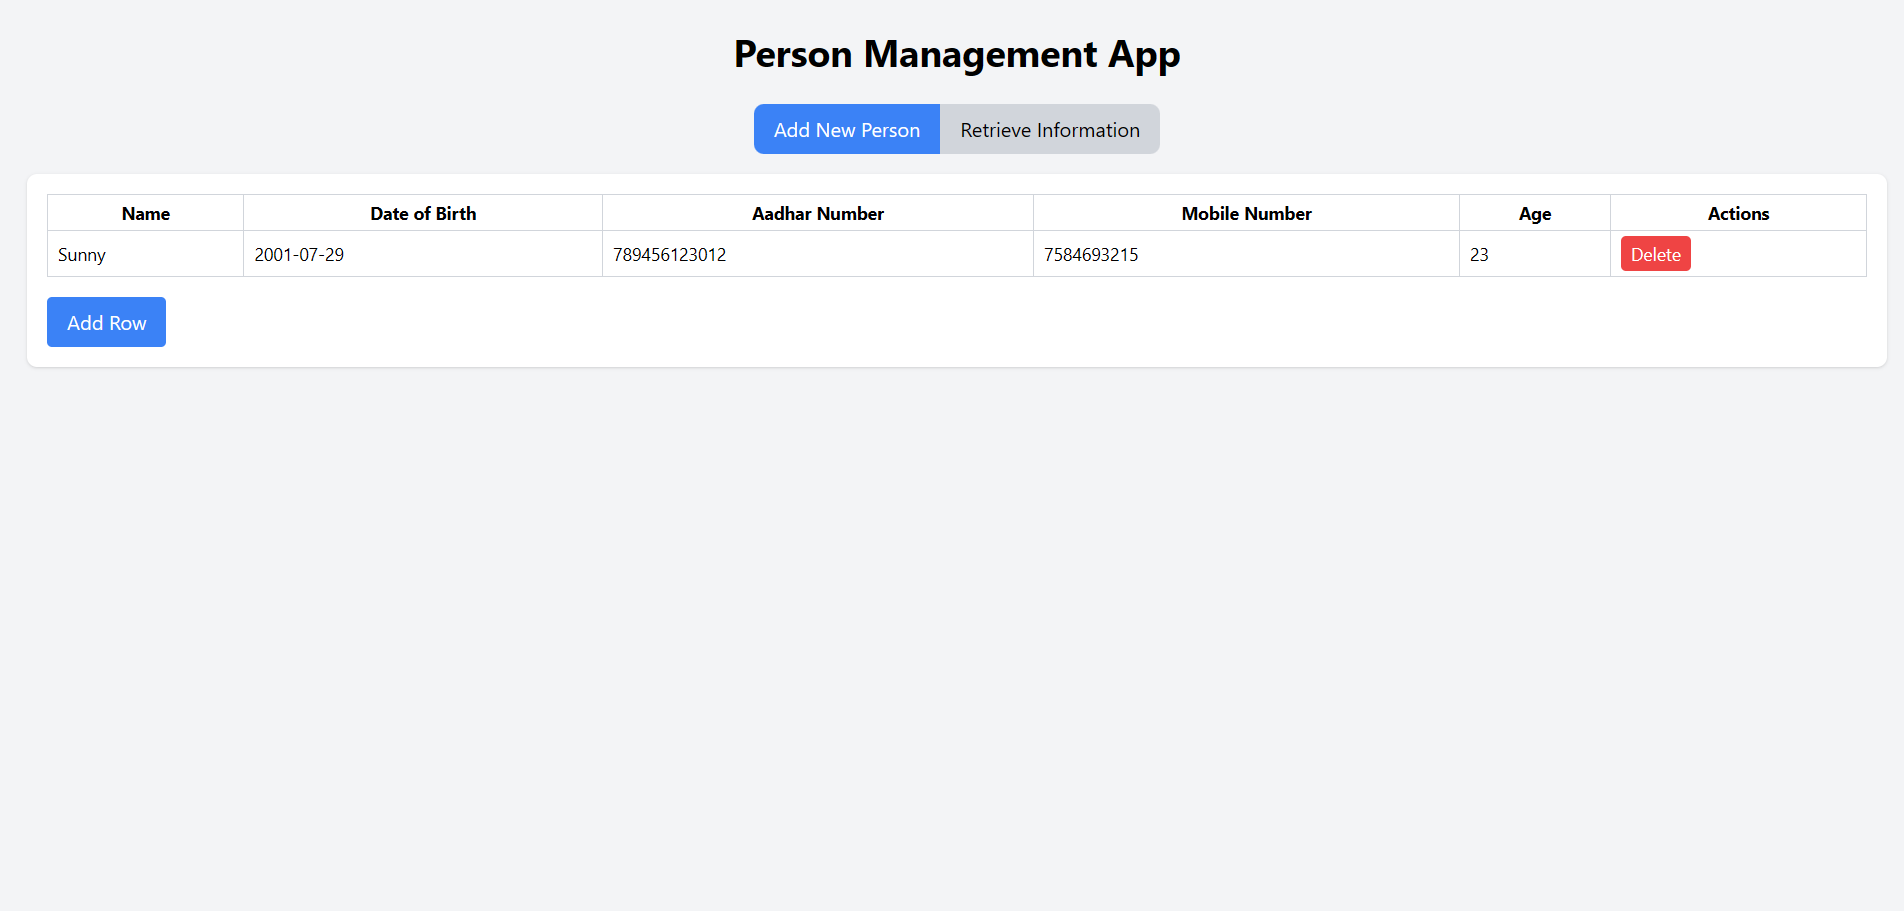 Person Management App
Add New Person Retrieve Information
Name Date of Birth Aadhar Number Mobile Number Age Actions
Sunny 2001-07-29 789456123012 7584693215 23 Delete
Add Row